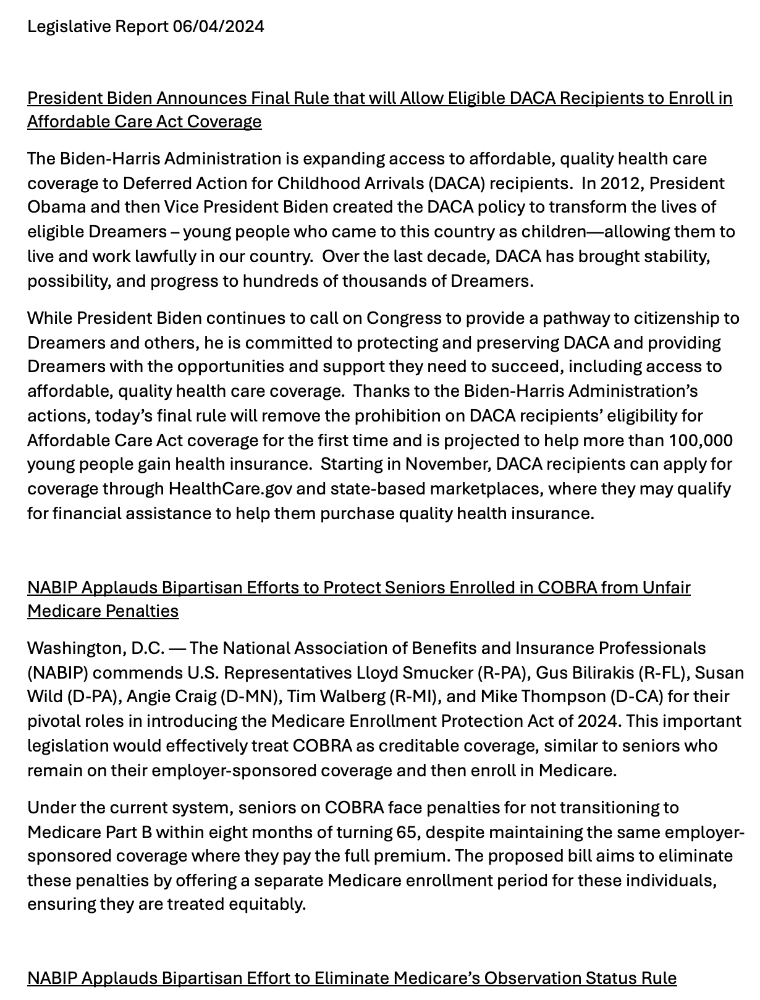 Legislative Report 06/04/2024
President Biden Announces Final Rule that will Allow Eligible DACA Recipients to Enroll in
Affordable Care Act Coverage
The Biden-Harris Administration is expanding access to affordable, quality health care
coverage to Deferred Action for Childhood Arrivals (DACA) recipients.  In 2012, President
Obama and then Vice President Biden created the DACA policy to transform the lives of
eligible Dreamers – young people who came to this country as children—allowing them to
live and work lawfully in our country.  Over the last decade, DACA has brought stability,
possibility, and progress to hundreds of thousands of Dreamers.
While President Biden continues to call on Congress to provide a pathway to citizenship to
Dreamers and others, he is committed to protecting and preserving DACA and providing
Dreamers with the opportunities and support they need to succeed, including access to
affordable, quality health care coverage.  Thanks to the Biden-Harris Administration’s
actions, today’s final rule will remove the prohibition on DACA recipients’ eligibility for
Affordable Care Act coverage for the first time and is projected to help more than 100,000
young people gain health insurance.  Starting in November, DACA recipients can apply for
coverage through HealthCare.gov and state-based marketplaces, where they may qualify
for financial assistance to help them purchase quality health insurance.
NABIP Applauds Bipartisan Efforts to Protect Seniors Enrolled in COBRA from Unfair
Medicare Penalties
Washington, D.C. — The National Association of Benefits and Insurance Professionals
(NABIP) commends U.S. Representatives Lloyd Smucker (R-PA), Gus Bilirakis (R-FL), Susan
Wild (D-PA), Angie Craig (D-MN), Tim Walberg (R-MI), and Mike Thompson (D-CA) for their
pivotal roles in introducing the Medicare Enrollment Protection Act of 2024. This important
legislation would effectively treat COBRA as creditable coverage, similar to seniors who
remain on their employer-sponsored coverage and then enroll in Medicare.
Under the current system, seniors on COBRA face penalties for not transitioning to
Medicare Part B within eight months of turning 65, despite maintaining the same employer-
sponsored coverage where they pay the full premium. The proposed bill aims to eliminate
these penalties by offering a separate Medicare enrollment period for these individuals,
ensuring they are treated equitably.
NABIP Applauds Bipartisan Effort to Eliminate Medicare’s Observation Status Rule